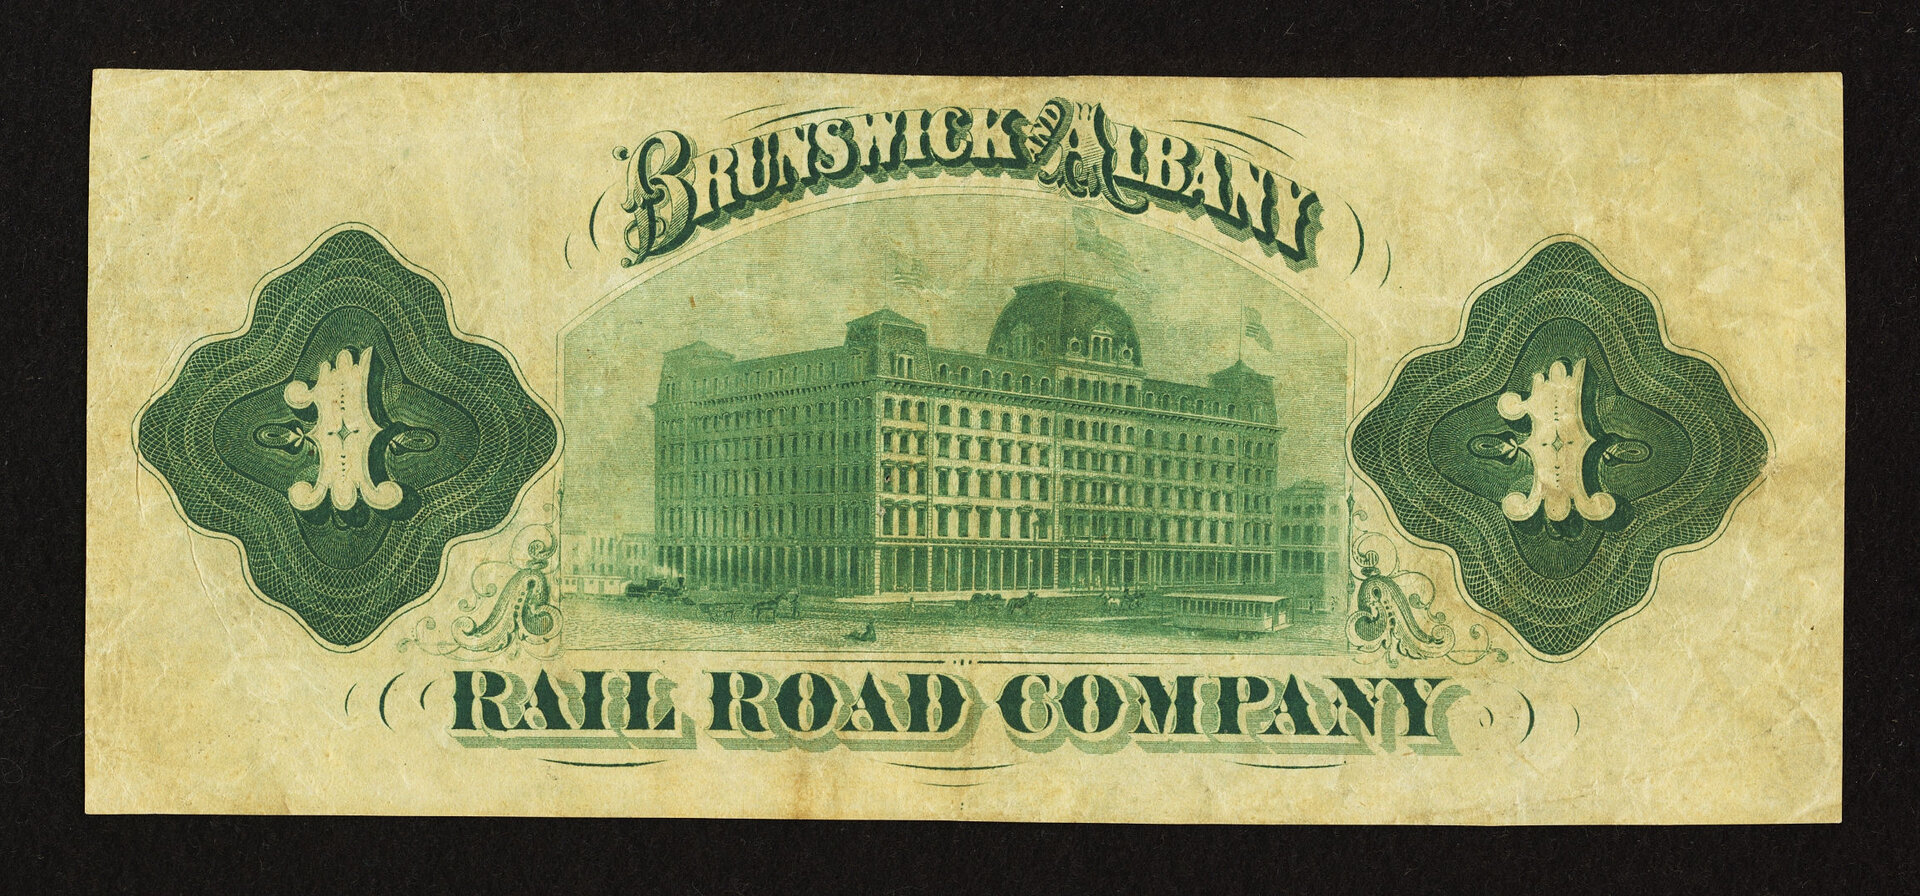 BRUNSWICK AND ALBANY
1
1
RAIL ROAD COMPANY